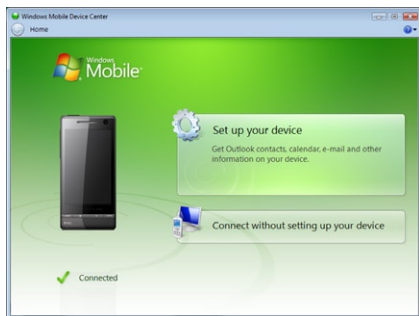 Windows Mobile Device Center
Home
Windows
Mobile
Set up your device
Get Outlook contacts, calendar, e-mail and other
information on your device.
Connect without setting up your device
Connected